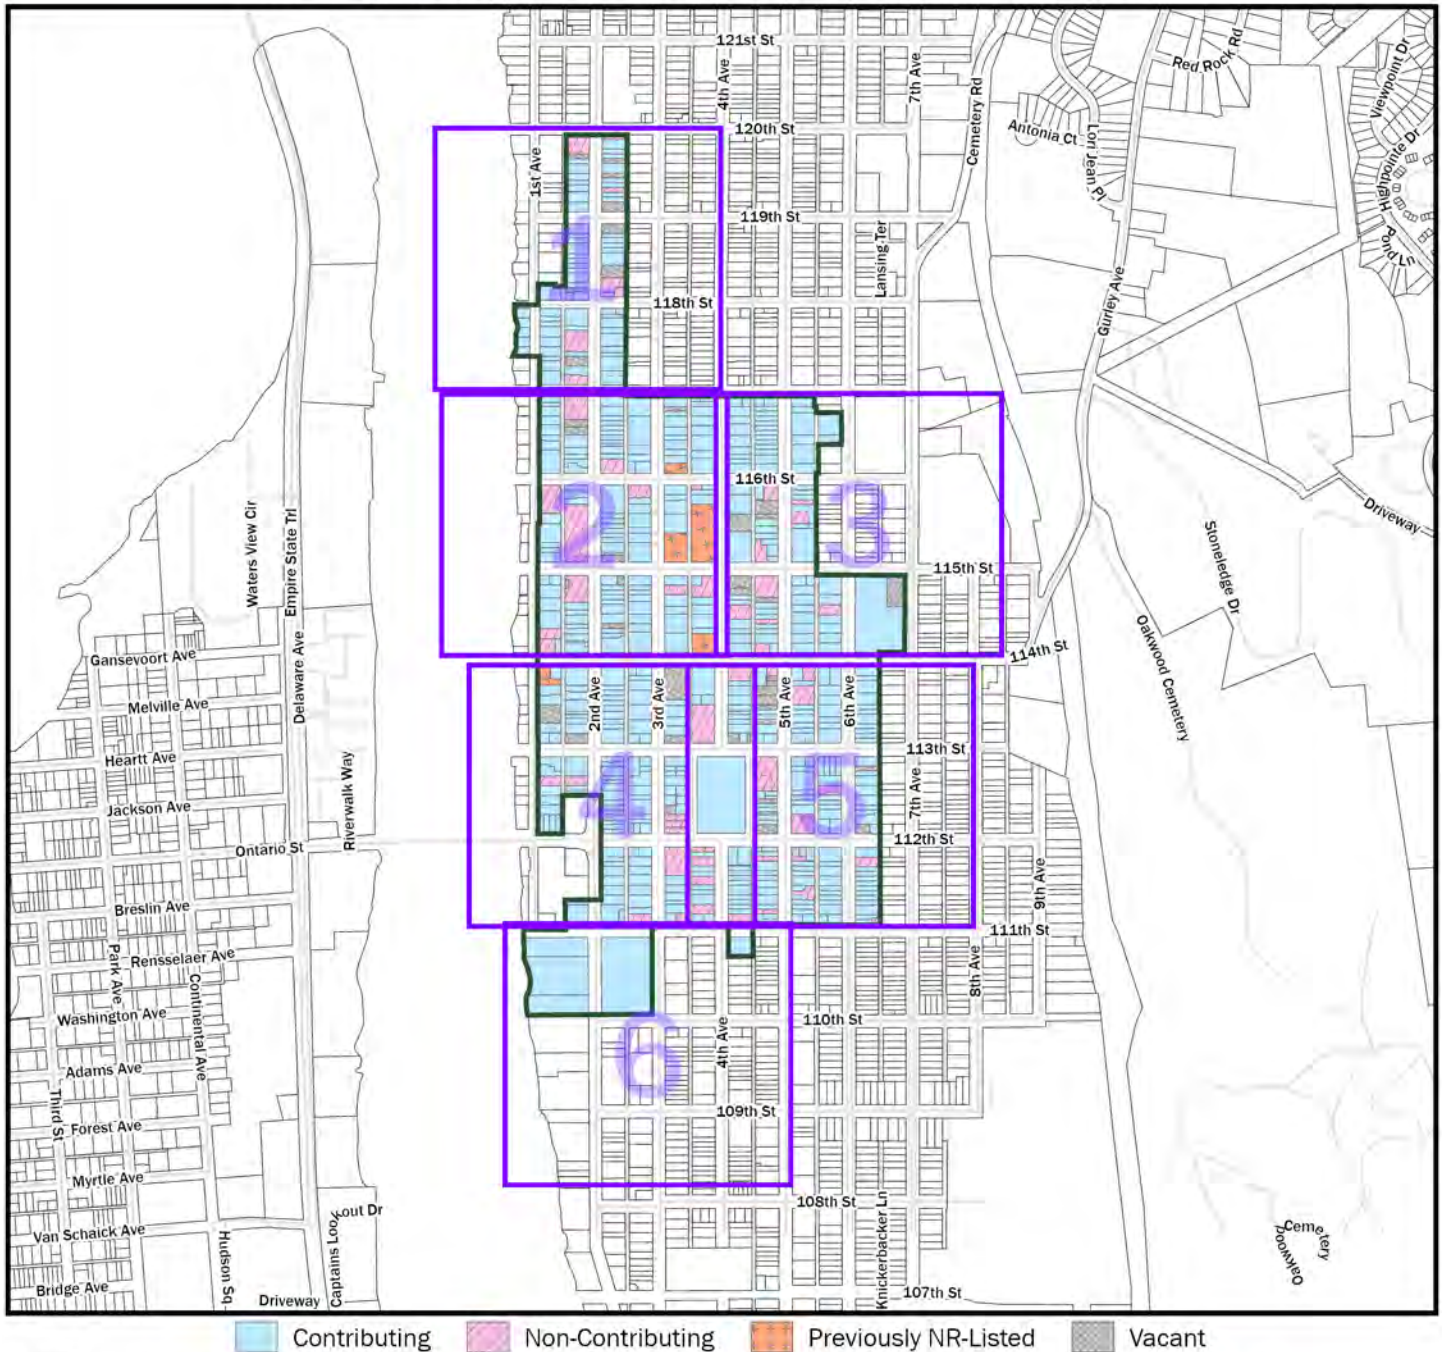 121st St
Red Rock Rd
Viewpoint Dr
4th Ave
7th Ave
Cemetery Rd
120th St
Antonia Ct
Lori Jean Pl
Highpointe Dr
1st Ave
119th St
Lansing Ter
Pond Ln
1
118th St
Gurley Ave
116th St
2
3
Waters View Cir
Empire State Trl
Driveway
Stoneledge Dr
115th St
Gansevoort Ave
Delaware Ave
114th St
Oakwood Cemetery
Melville Ave
2nd Ave
3rd Ave
5th Ave
6th Ave
Heartt Ave
113th St
Jackson Ave
Riverwalk Way
4
5
7th Ave
Ontario St
112th St
Breslin Ave
9th Ave
111th St
Park Ave
Rensselaer Ave
Continental Ave
8th Ave
Washington Ave
110th St
6
4th Ave
Adams Ave
Third St
109th St
Forest Ave
Myrtle Ave
108th St
Van Schaick Ave
Captains Lookout Dr
Hudson Sq
Knickerbacker Ln
Oakwood Cemetery
Bridge Ave
Driveway
107th St
Contributing
Non-Contributing
Previously NR-Listed
Vacant